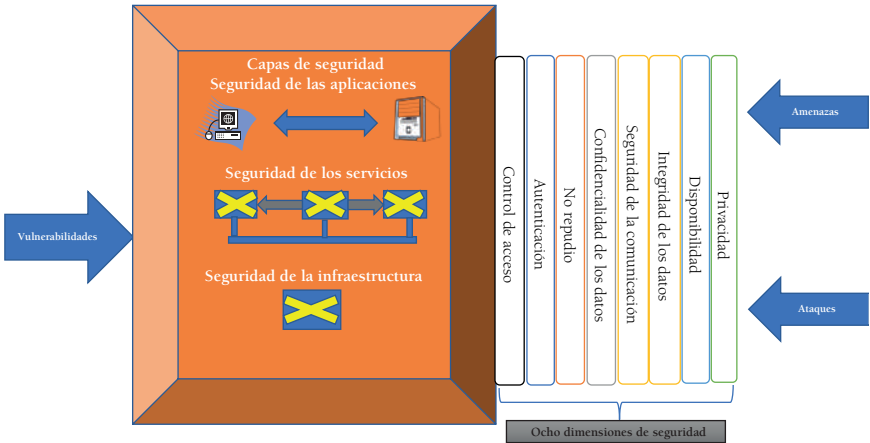 Capas de seguridad
Seguridad de las aplicaciones
Seguridad de los servicios
Seguridad de la infraestructura
Vulnerabilidades
Control de acceso
Autenticación
No repudio
Confidencialidad de los datos
Seguridad de la comunicación
Integridad de los datos
Disponibilidad
Privacidad
Amenazas
Ataques
Ocho dimensiones de seguridad